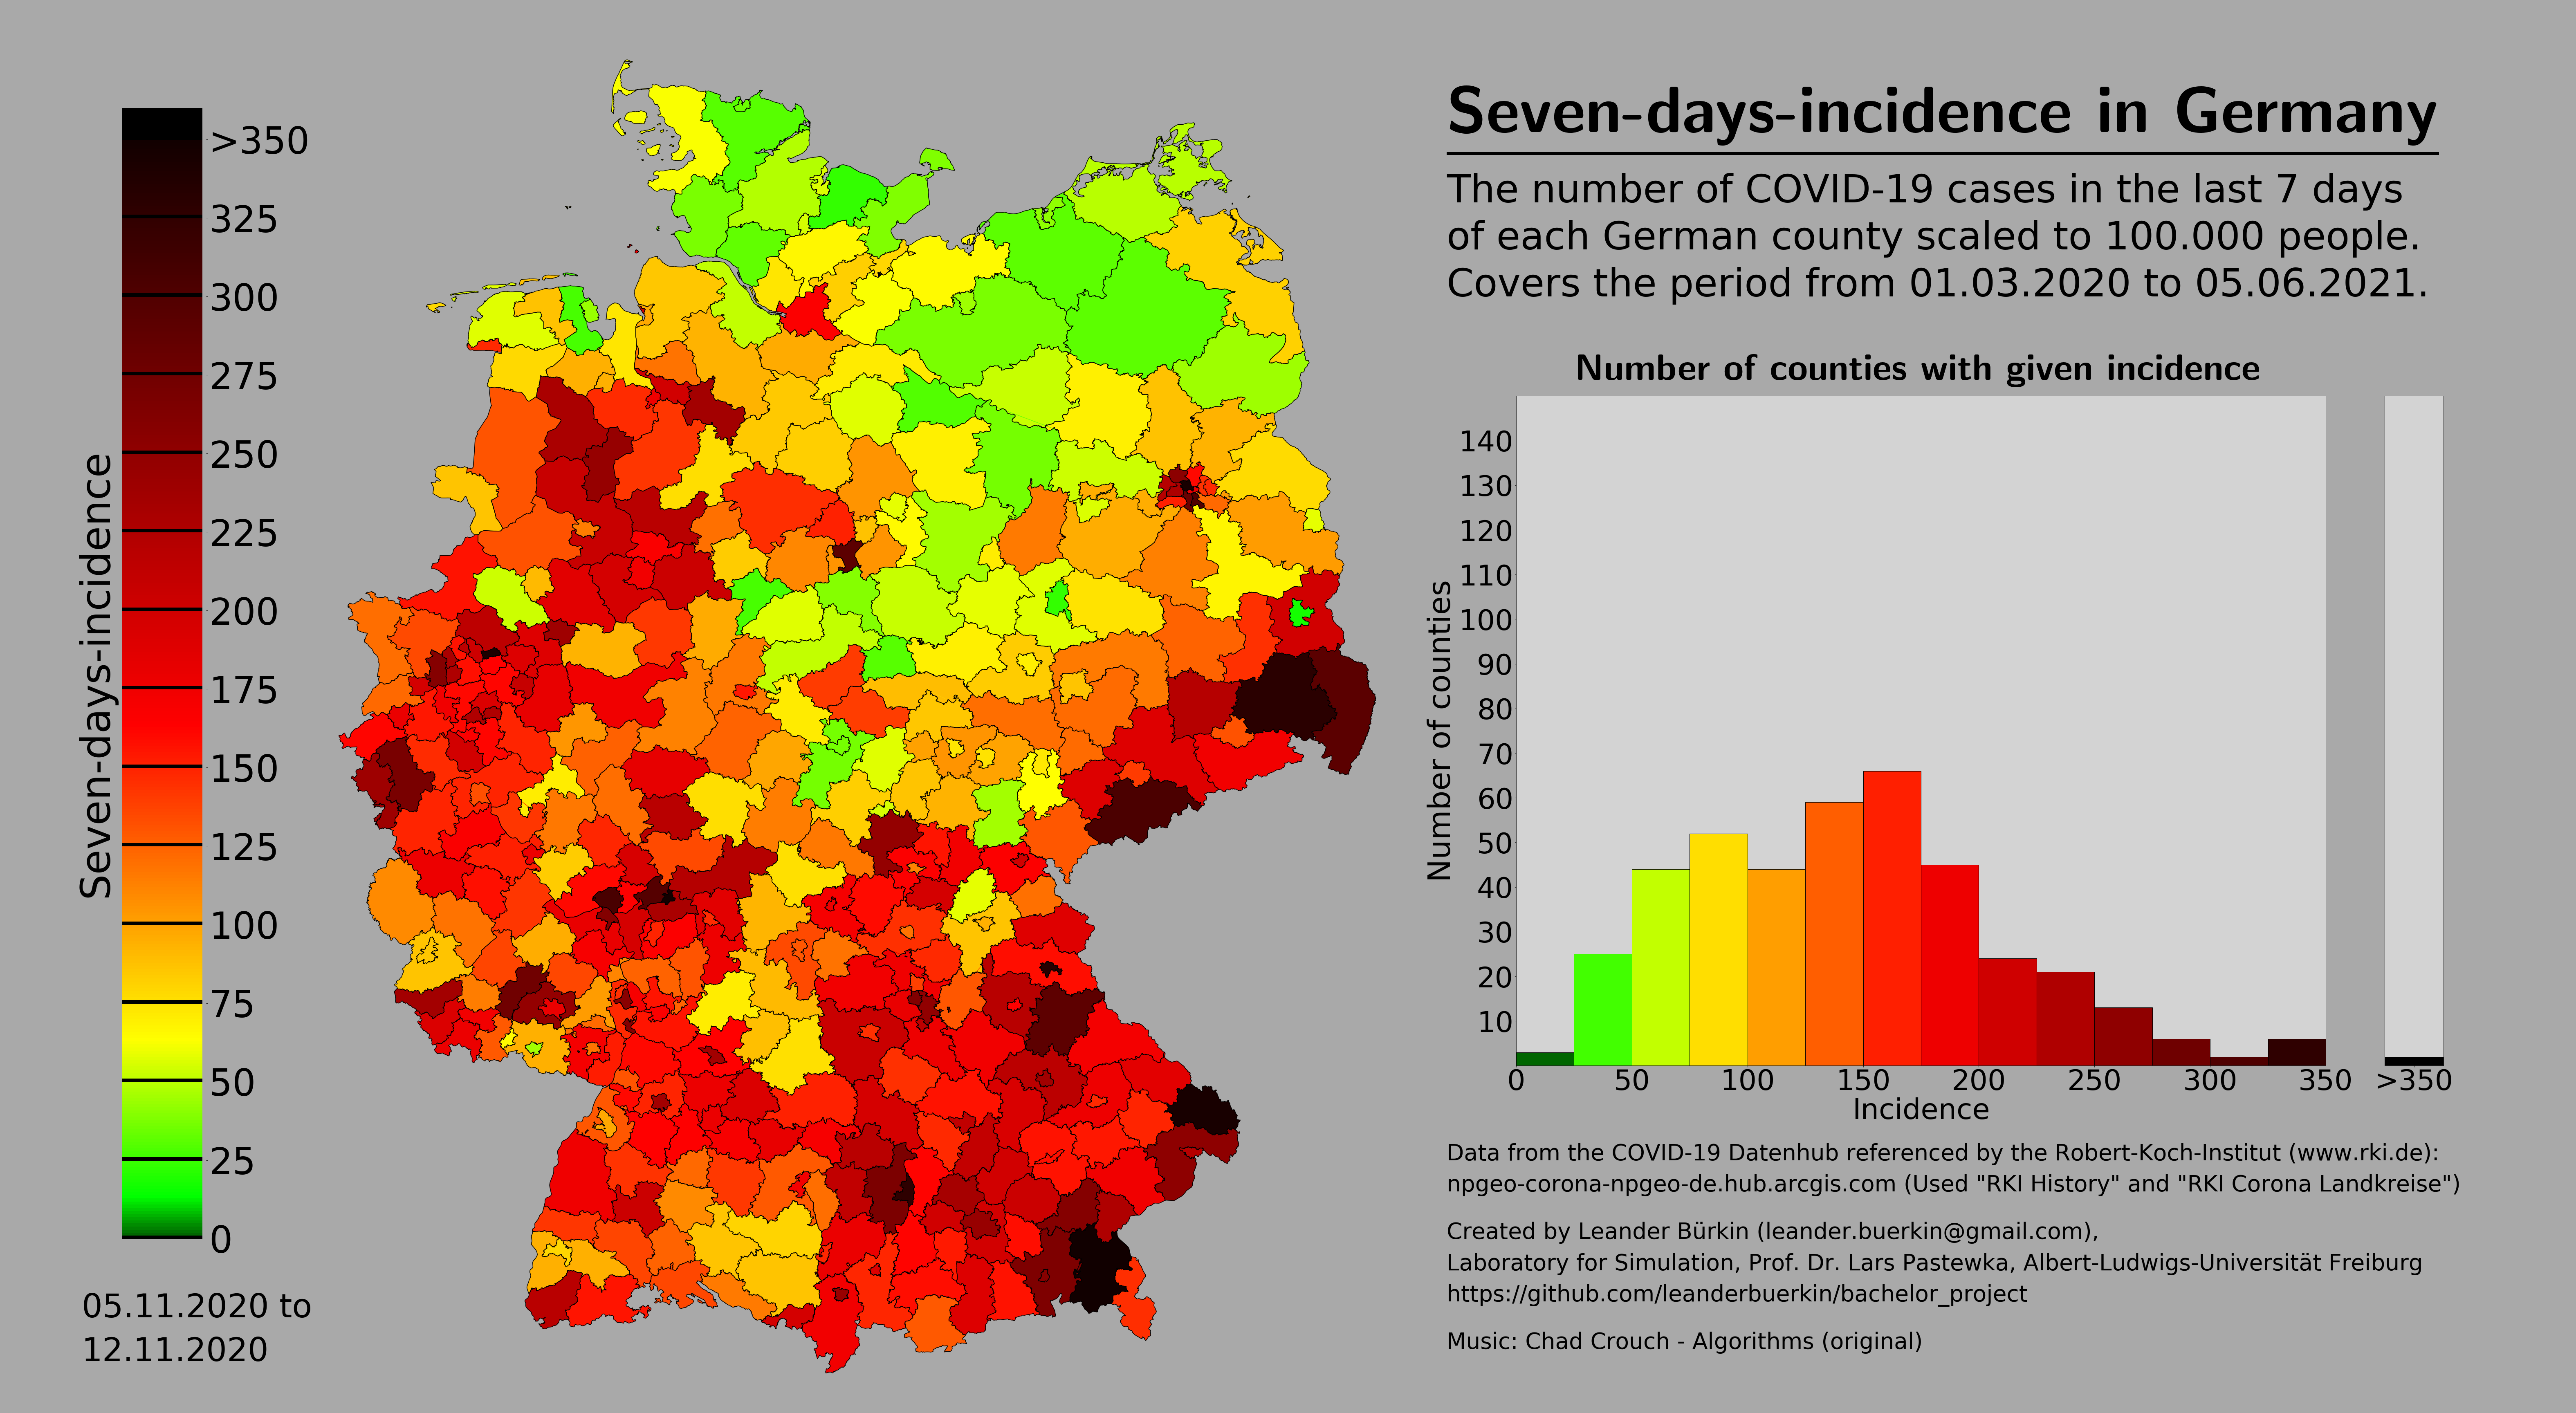 Seven-days-incidence in Germany
The number of COVID-19 cases in the last 7 days
of each German county scaled to 100.000 people.
Covers the period from 01.03.2020 to 05.06.2021.
Seven-days-incidence
>350
325
300
275
250
225
200
175
150
125
100
75
50
25
0
05.11.2020 to
12.11.2020
Number of counties with given incidence
Number of counties
140
130
120
110
100
90
80
70
60
50
40
30
20
10
0 50 100 150 200 250 300 350 >350
Incidence
Data from the COVID-19 Datenhub referenced by the Robert-Koch-Institut (www.rki.de):
npgeo-corona-npgeo-de.hub.arcgis.com (Used "RKI History" and "RKI Corona Landkreise")
Created by Leander Bürkin (leander.buerkin@gmail.com),
Laboratory for Simulation, Prof. Dr. Lars Pastewka, Albert-Ludwigs-Universität Freiburg
https://github.com/leanderbuerkin/bachelor_project
Music: Chad Crouch - Algorithms (original)